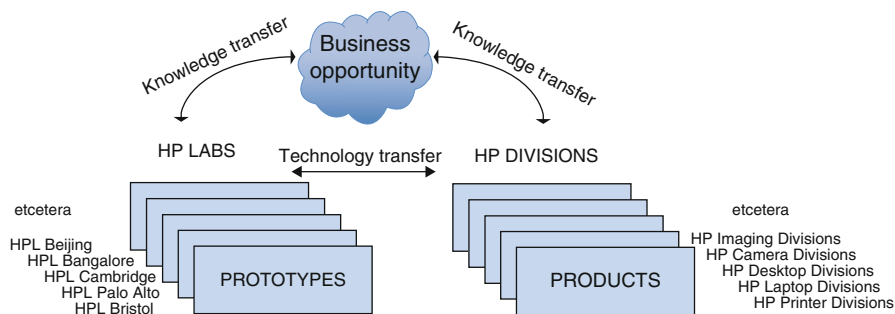 Knowledge transfer
Business
opportunity
Knowledge transfer
HP LABS
Technology transfer
HP DIVISIONS
etcetera
HPL Beijing
HPL Bangalore
HPL Cambridge
HPL Palo Alto
HPL Bristol
PROTOTYPES
PRODUCTS
etcetera
HP Imaging Divisions
HP Camera Divisions
HP Desktop Divisions
HP Laptop Divisions
HP Printer Divisions